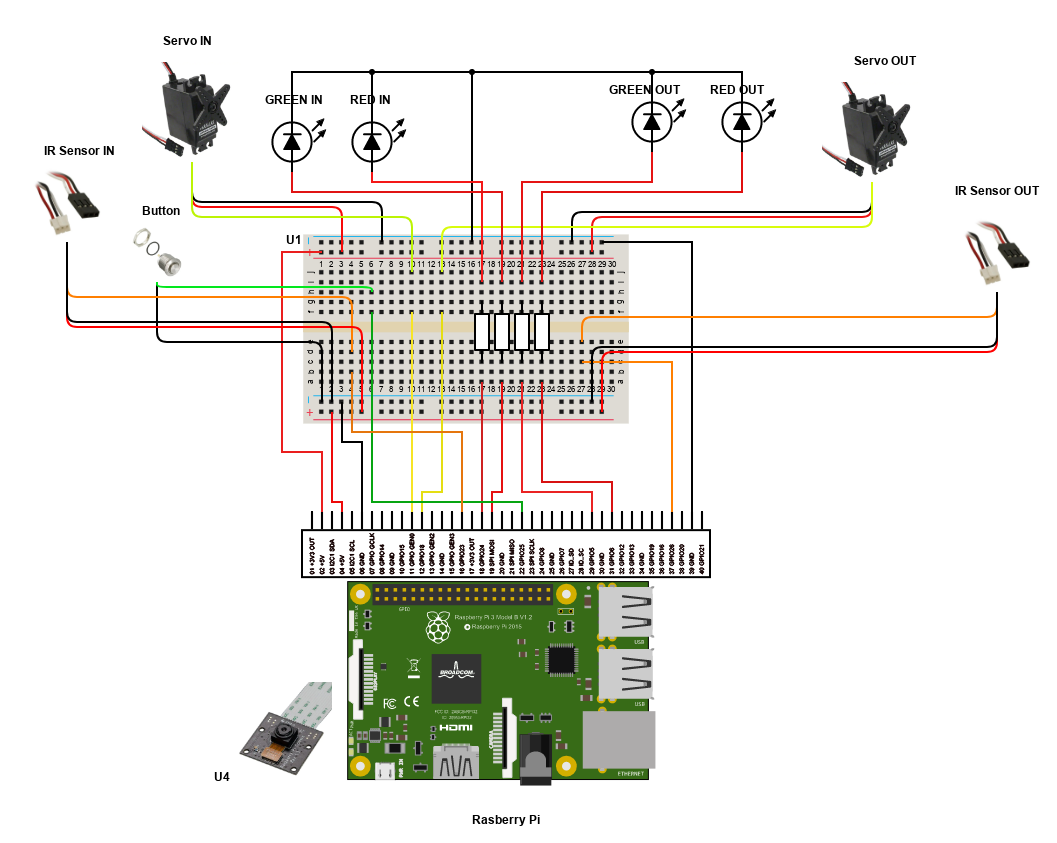 Servo IN
Servo OUT
GREEN IN
RED IN
GREEN OUT
RED OUT
IR Sensor IN
IR Sensor OUT
Button
U1
1 2 3 4 5 6 7 8 9 10 11 12 13 14 15 16 17 18 19 20 21 22 23 24 25 26 27 28 29 30
j
i
h
g
f
e
d
c
b
a
1 2 3 4 5 6 7 8 9 10 11 12 13 14 15 16 17 18 19 20 21 22 23 24 25 26 27 28 29 30
01 +3V3 OUT
02 +5V
03 I2C1 SDA
04 +5V
05 I2C1 SCL
06 GND
07 GPIO GCLK
08 GPIO14
09 GND
10 GPIO15
11 GPIO GEN0
12 GPIO18
13 GPIO GEN2
14 GND
15 GPIO GEN3
16 GPIO23
17 +3V3 OUT
18 GPIO24
19 SPI MOSI
20 GND
21 SPI MISO
22 GPIO25
23 SPI SCLK
24 GPIO8
25 GND
26 GPIO7
27 ID_SD
28 ID_SC
29 GPIO5
30 GND
31 GPIO6
32 GPIO12
33 GPIO13
34 GND
35 GPIO19
36 GPIO16
37 GPIO26
38 GPIO20
39 GND
40 GPIO21
GPIO
Raspberry Pi 3 Model B V1.2
Raspberry Pi 2015
USB
BROADCOM
USB
FC CE
HDMI
CAMERA
PWR IN
ETHERNET
U4
Rasberry Pi